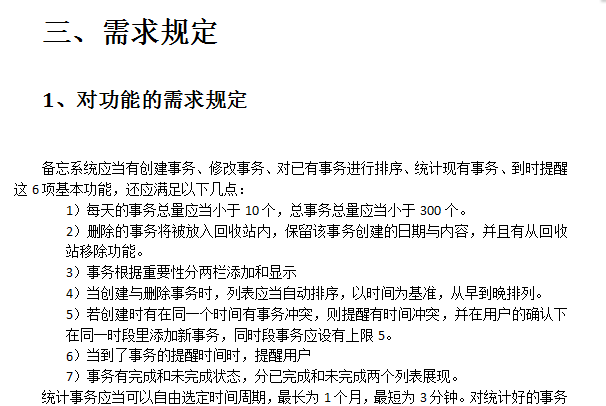 三、需求规定
1、对功能的需求规定
备忘系统应当有创建事务、修改事务、对已有事务进行排序、统计现有事务、到时提醒
这 6 项基本功能，还应满足以下几点：
1）每天的事务总量应当小于 10 个，总事务总量应当小于 300 个。
2）删除的事务将被放入回收站内，保留该事务创建的日期与内容，并且有从回收
站移除功能。
3）事务根据重要性分两栏添加和显示
4）当创建与删除事务时，列表应当自动排序，以时间为基准，从早到晚排列。
5）若创建时有在同一个时间有事务冲突，则提醒有时间冲突，并在用户的确认下
在同一时段里添加新事务，同时段事务应设有上限 5。
6）当到了事务的提醒时间时，提醒用户
7）事务有完成和未完成状态，分已完成和未完成两个列表展现。
统计事务应当可以自由选定时间周期，最长为 1 个月，最短为 3 分钟。对统计好的事务